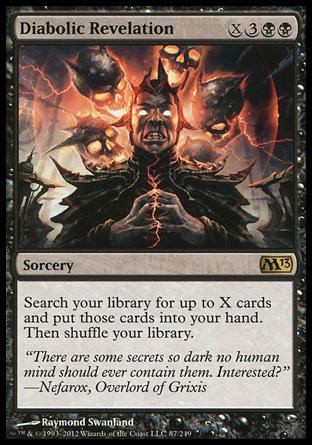 Diabolic Revelation X3
Sorcery M13
Search your library for up to X cards
and put those cards into your hand.
Then shuffle your library.
“There are some secrets so dark no human
mind should ever contain them. Interested?”
—Nefarox, Overlord of Grixis
Raymond Swanland
™ & © 1993–2012 Wizards of the Coast LLC 87/249